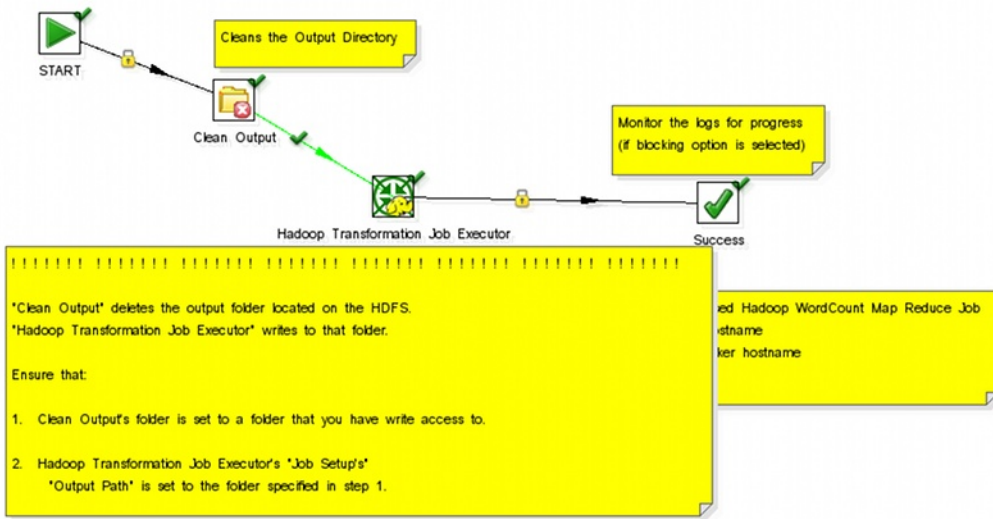 START
Cleans the Output Directory
Clean Output
Monitor the logs for progress
(if blocking option is selected)
Hadoop Transformation Job Executor
Success
! ! ! ! ! ! ! ! ! ! ! ! ! ! ! ! ! ! ! ! ! ! ! ! ! ! ! ! ! ! ! ! ! ! ! ! ! ! ! ! ! ! ! ! ! ! ! ! ! ! ! ! ! ! ! !
"Clean Output" deletes the output folder located on the HDFS.
"Hadoop Transformation Job Executor" writes to that folder.
Ensure that:
1. Clean Output's folder is set to a folder that you have write access to.
2. Hadoop Transformation Job Executor's "Job Setup's"
"Output Path" is set to the folder specified in step 1.
Hadoop WordCount Map Reduce Job
hostname